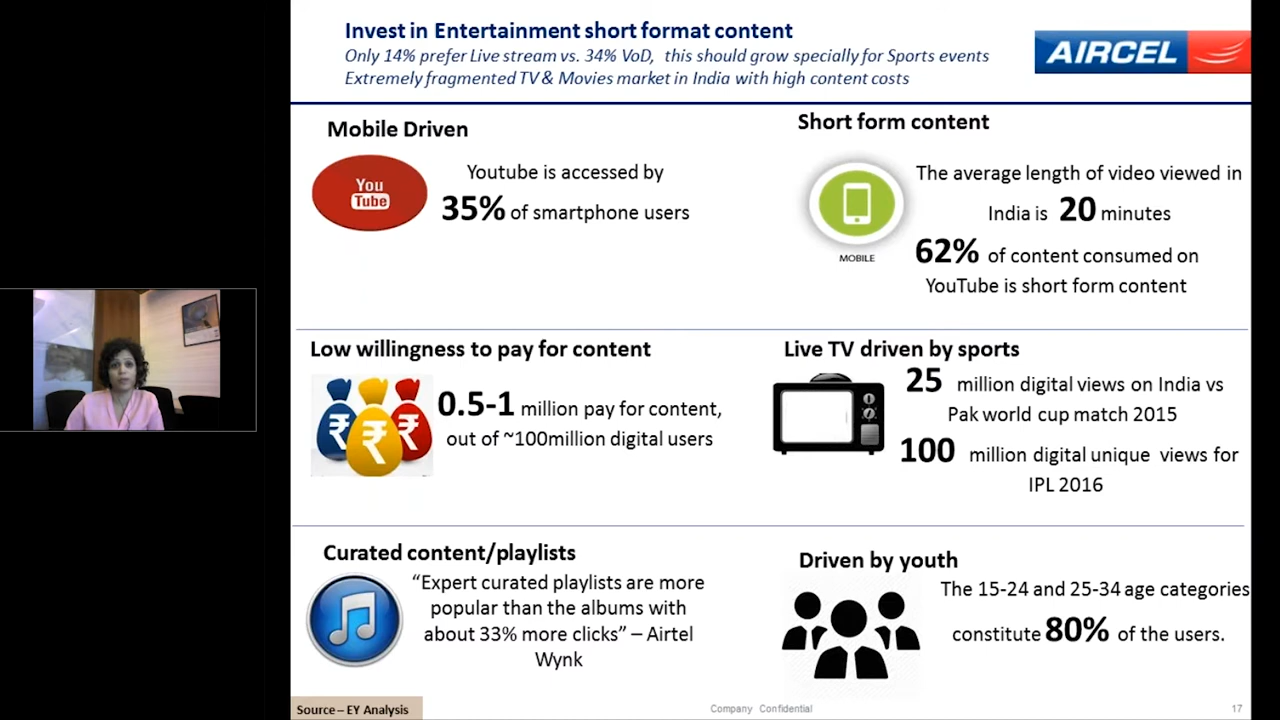 Invest in Entertainment short format content
Only 14% prefer Live stream vs. 34% VoD, this should grow specially for Sports events
Extremely fragmented TV & Movies market in India with high content costs
AIRCEL
Mobile Driven
You
Tube
Youtube is accessed by
35% of smartphone users
Short form content
MOBILE
The average length of video viewed in
India is 20 minutes
62% of content consumed on
YouTube is short form content
Low willingness to pay for content
0.5-1 million pay for content,
out of ~100million digital users
Live TV driven by sports
25 million digital views on India vs
Pak world cup match 2015
100 million digital unique views for
IPL 2016
Curated content/playlists
“Expert curated playlists are more
popular than the albums with
about 33% more clicks” – Airtel
Wynk
Driven by youth
The 15-24 and 25-34 age categories
constitute 80% of the users.
Source – EY Analysis
Company Confidential
17